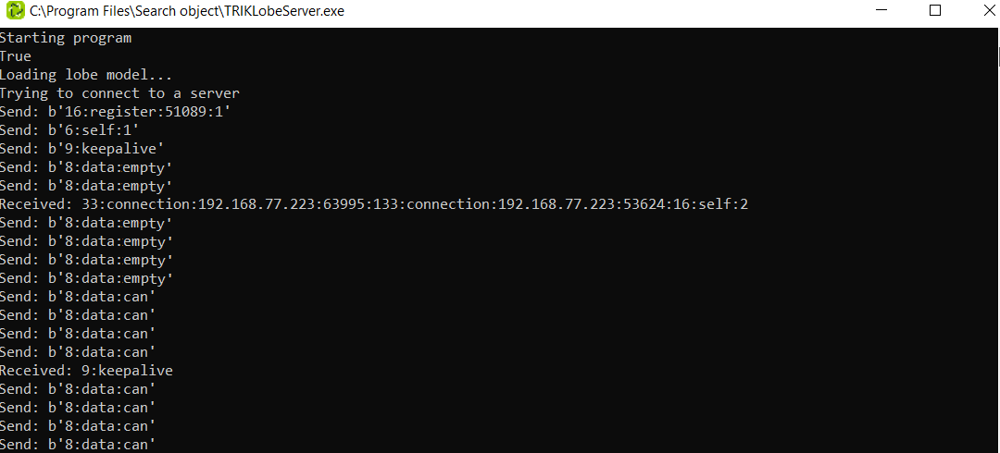 C:\Program Files\Search object\TRIKLobeServer.exe
Starting program
True
Loading lobe model...
Trying to connect to a server
Send: b'16:register:51089:1'
Send: b'6:self:1'
Send: b'9:keepalive'
Send: b'8:data:empty'
Send: b'8:data:empty'
Received: 33:connection:192.168.77.223:63995:133:connection:192.168.77.223:53624:16:self:2
Send: b'8:data:empty'
Send: b'8:data:empty'
Send: b'8:data:empty'
Send: b'8:data:empty'
Send: b'8:data:can'
Send: b'8:data:can'
Send: b'8:data:can'
Send: b'8:data:can'
Received: 9:keepalive
Send: b'8:data:can'
Send: b'8:data:can'
Send: b'8:data:can'
Send: b'8:data:can'